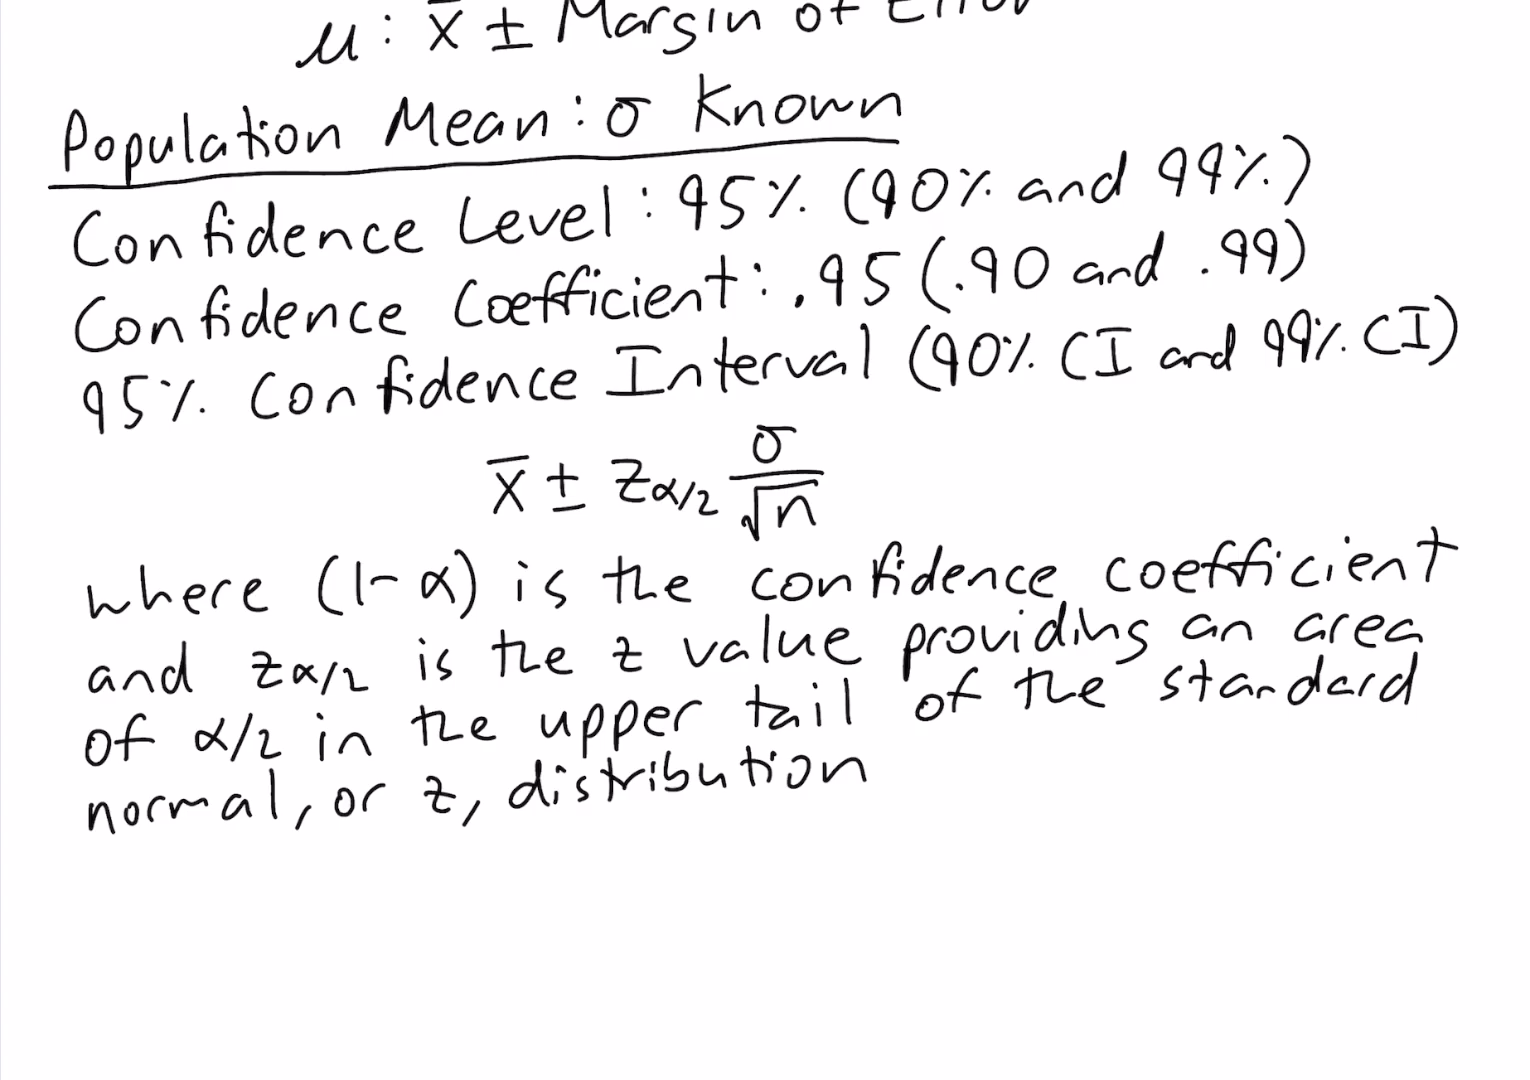 μ: x̄ ± Margin of Error
Population Mean: σ Known
Confidence Level: 95% (90% and 99%)
Confidence Coefficient: .95 (.90 and .99)
95% Confidence Interval (90% CI and 99% CI)
x̄ ± zα/2 σ/√n
where (1-α) is the confidence coefficient
and zα/2 is the z value providing an area
of α/2 in the upper tail of the standard
normal, or z, distribution